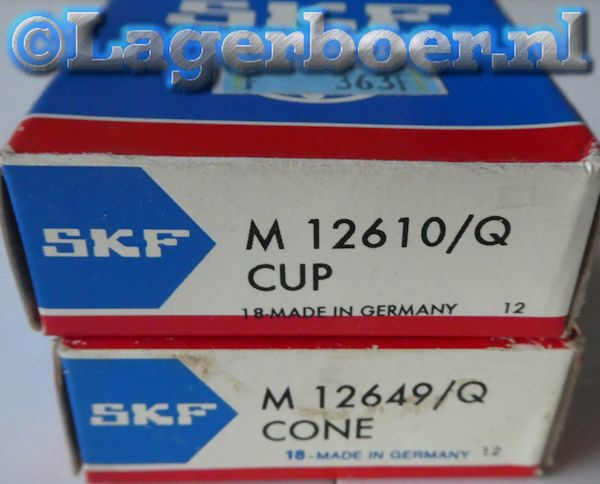 ©Lagerboer.nl
363F
SKF
M 12610/Q
CUP
18-MADE IN GERMANY 12
SKF
M 12649/Q
CONE
18-MADE IN GERMANY 12